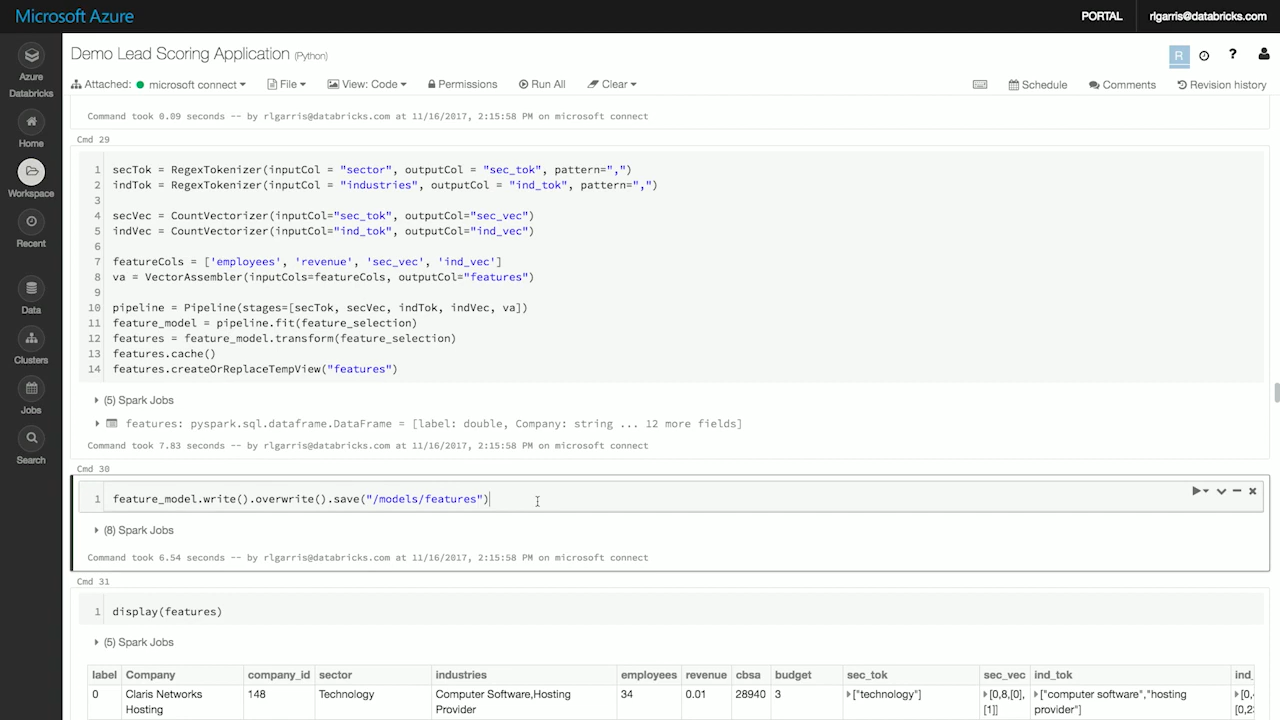 Microsoft Azure
PORTAL
rlgarris@databricks.com
Azure
Databricks
Home
Workspace
Recent
Data
Clusters
Jobs
Search
Demo Lead Scoring Application (Python)
R
?
Attached: microsoft connect
File
View: Code
Permissions
Run All
Clear
Schedule
Comments
Revision history
Command took 0.09 seconds -- by rlgarris@databricks.com at 11/16/2017, 2:15:58 PM on microsoft connect
Cmd 29
1 secTok = RegexTokenizer(inputCol = "sector", outputCol = "sec_tok", pattern=",")
2 indTok = RegexTokenizer(inputCol = "industries", outputCol = "ind_tok", pattern=",")
3
4 secVec = CountVectorizer(inputCol="sec_tok", outputCol="sec_vec")
5 indVec = CountVectorizer(inputCol="ind_tok", outputCol="ind_vec")
6
7 featureCols = ['employees', 'revenue', 'sec_vec', 'ind_vec']
8 va = VectorAssembler(inputCols=featureCols, outputCol="features")
9
10 pipeline = Pipeline(stages=[secTok, secVec, indTok, indVec, va])
11 feature_model = pipeline.fit(feature_selection)
12 features = feature_model.transform(feature_selection)
13 features.cache()
14 features.createOrReplaceTempView("features")
(5) Spark Jobs
features: pyspark.sql.dataframe.DataFrame = [label: double, Company: string ... 12 more fields]
Command took 7.83 seconds -- by rlgarris@databricks.com at 11/16/2017, 2:15:58 PM on microsoft connect
Cmd 30
1 feature_model.write().overwrite().save("/models/features")
(8) Spark Jobs
Command took 6.54 seconds -- by rlgarris@databricks.com at 11/16/2017, 2:15:58 PM on microsoft connect
Cmd 31
1 display(features)
(5) Spark Jobs
label Company company_id sector industries employees revenue cbsa budget sec_tok sec_vec ind_tok ind_
0 Claris Networks 148 Technology Computer Software,Hosting 34 0.01 28940 3 ["technology"] [0,8,[0], ["computer software","hosting [0,
Hosting Provider [1]] provider"] [0,2